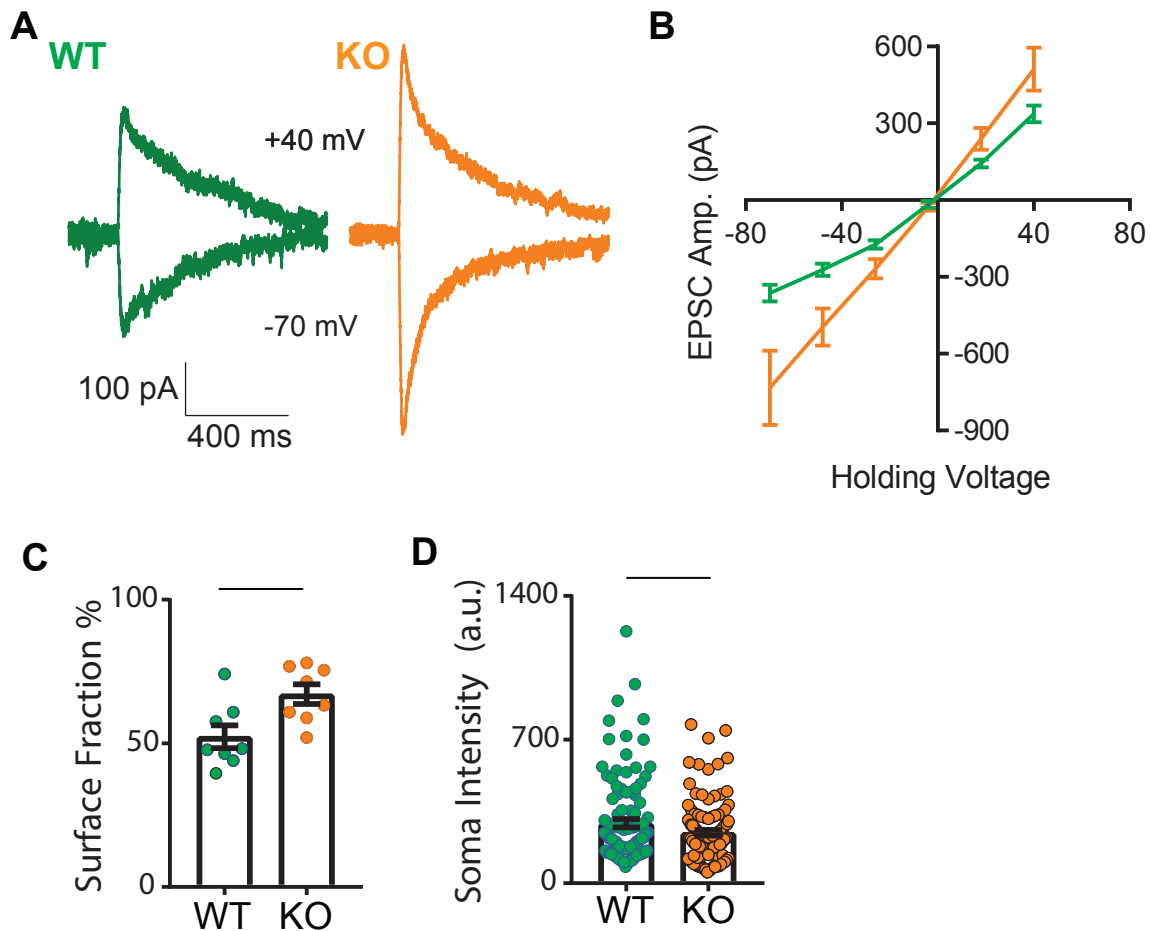 A
WT
KO
+40 mV
-70 mV
100 pA
400 ms
B
600
300
-80
-40
40
80
-300
-600
-900
EPSC Amp. (pA)
Holding Voltage
C
Surface Fraction %
100
50
0
WT
KO
D
Soma Intensity (a.u.)
1400
700
0
WT
KO